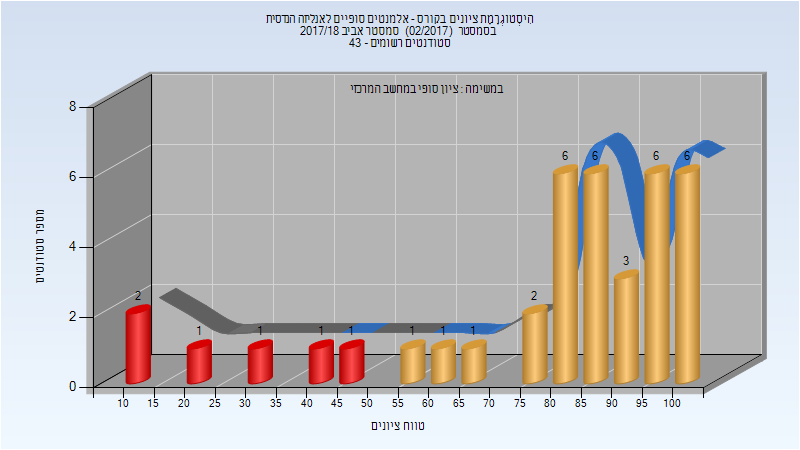 היסטוגרמת ציונים בקורס - אלמנטים סופיים לאנליזה הנדסית
בסמסטר (02/2017) סמסטר אביב 2017/18
סטודנטים רשומים - 43
במשימה : ציון סופי במחשב המרכזי
מספר סטודנטים
8
6
4
2
0
2
1
1
1
1
1
1
1
2
6
6
3
6
6
10 15 20 25 30 35 40 45 50 55 60 65 70 75 80 85 90 95 100
טווח ציונים